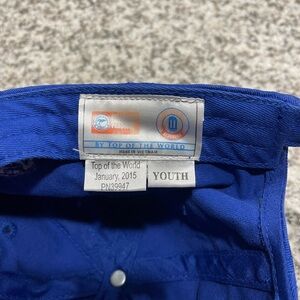 BY TOP OF THE WORLD
MADE IN VIETNAM
Top of the World
January, 2015
PN39947
YOUTH